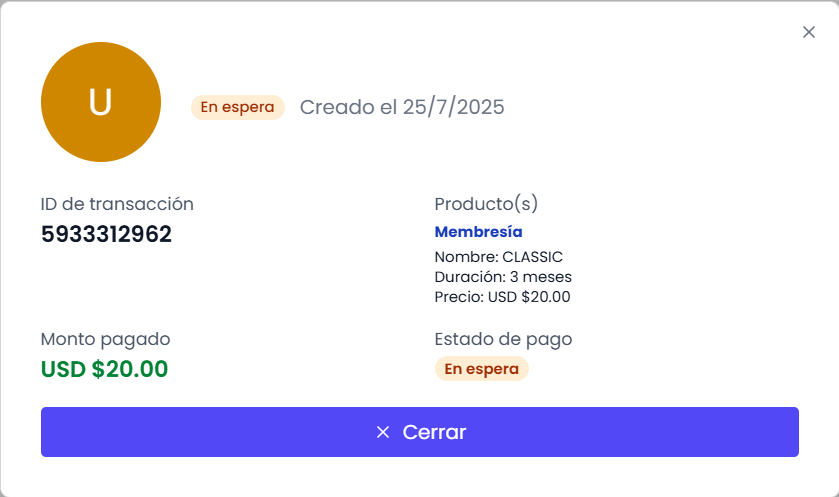 U
En espera Creado el 25/7/2025
ID de transacción
5933312962
Producto(s)
Membresía
Nombre: CLASSIC
Duración: 3 meses
Precio: USD $20.00
Monto pagado
USD $20.00
Estado de pago
En espera
Cerrar